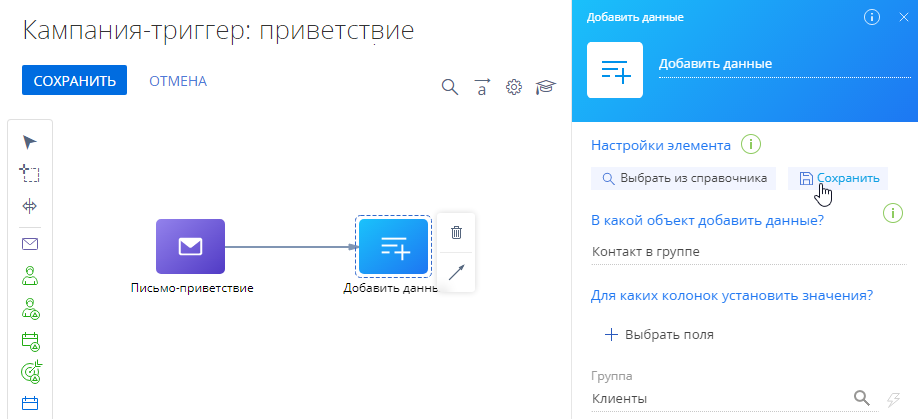 Кампания-триггер: приветствие
СОХРАНИТЬ
ОТМЕНА
a
Письмо-приветствие
Добавить данны
Добавить данные
Добавить данные
Настройки элемента
Выбрать из справочника
Сохранить
В какой объект добавить данные?
Контакт в группе
Для каких колонок установить значения?
Выбрать поля
Группа
Клиенты